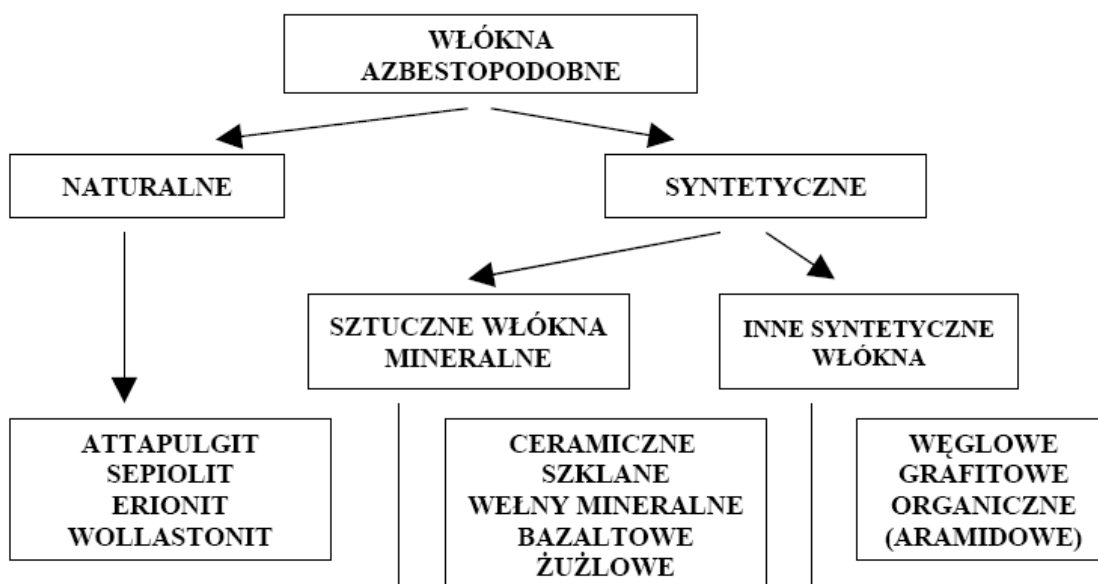 WŁÓKNA
AZBESTOPODOBNE
NATURALNE
SYNTETYCZNE
SZTUCZNE WŁÓKNA
MINERALNE
INNE SYNTETYCZNE
WŁÓKNA
ATTAPULGIT
SEPIOLIT
ERIONIT
WOLLASTONIT
CERAMICZNE
SZKLANE
WEŁNY MINERALNE
BAZALTOWE
ŻUŻLOWE
WĘGLOWE
GRAFITOWE
ORGANICZNE
(ARAMIDOWE)